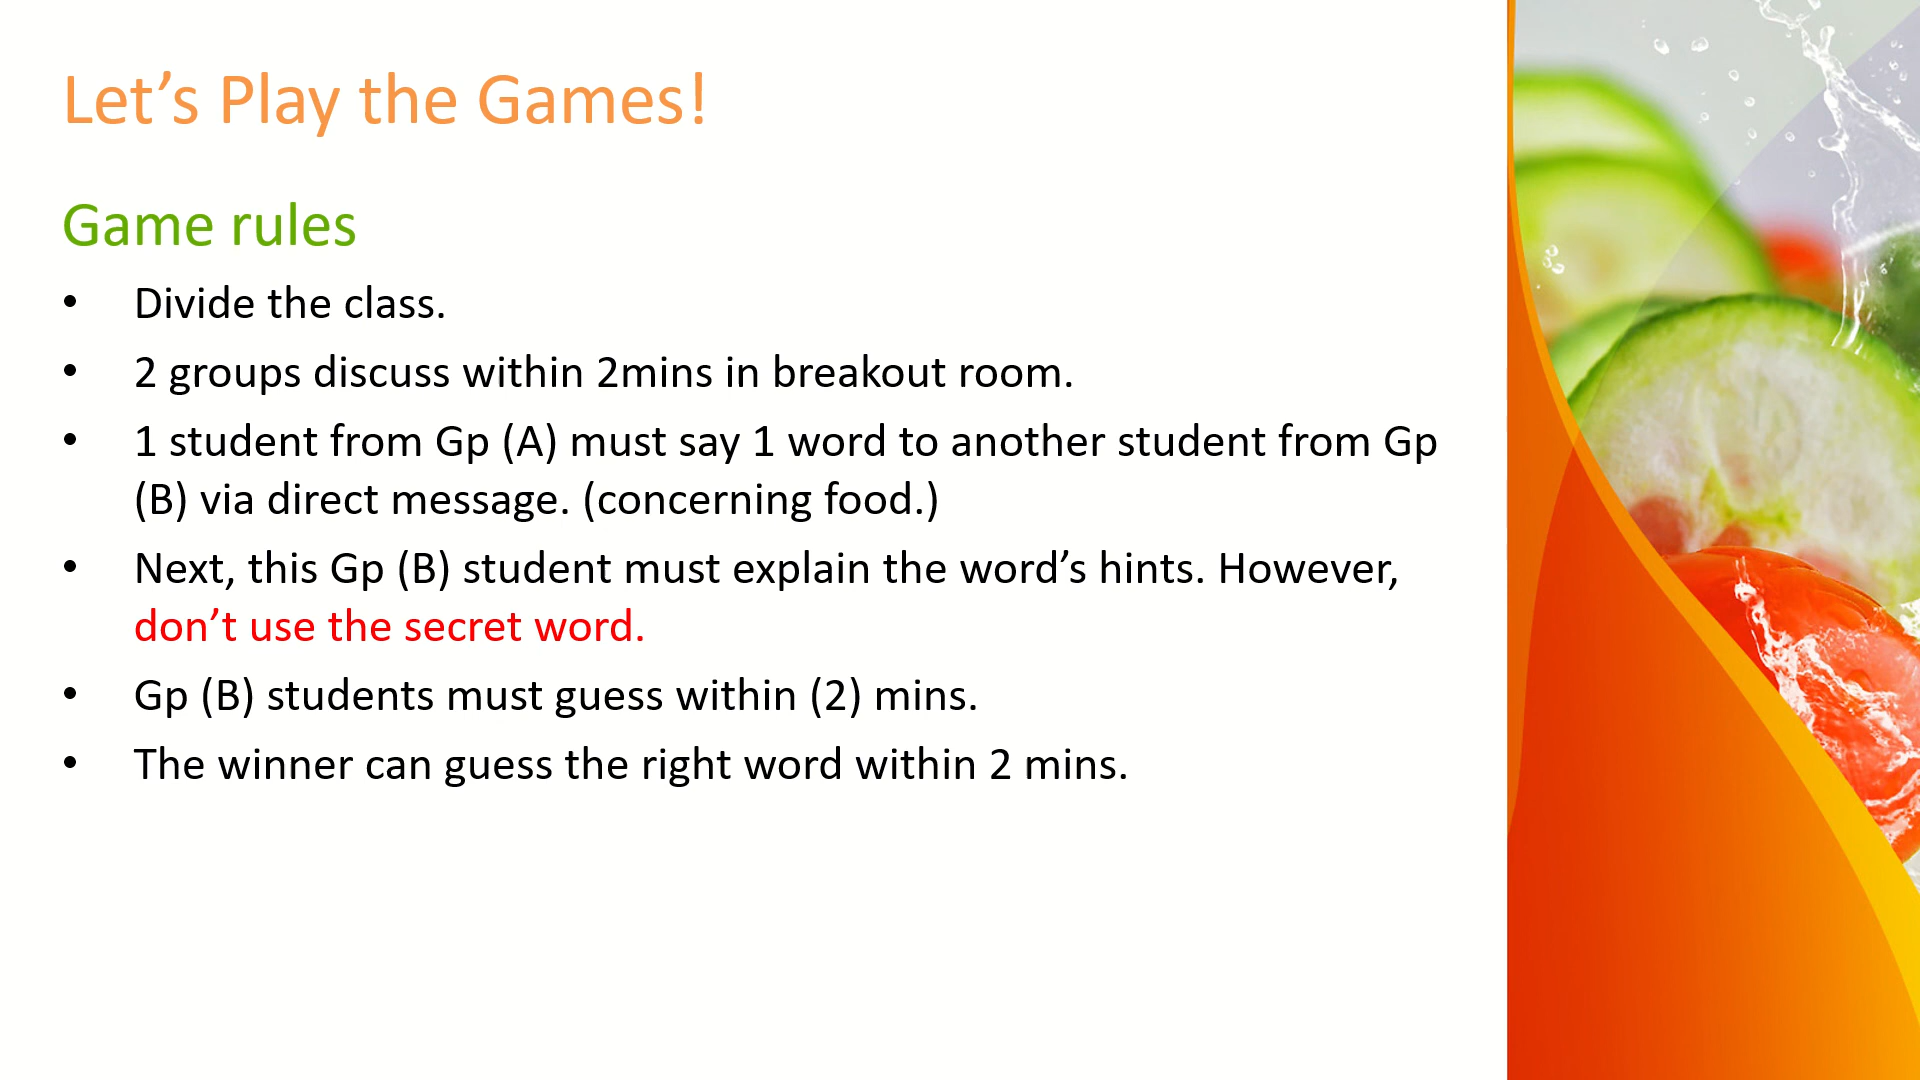 Let’s Play the Games!
Game rules
• Divide the class.
• 2 groups discuss within 2mins in breakout room.
• 1 student from Gp (A) must say 1 word to another student from Gp
(B) via direct message. (concerning food.)
• Next, this Gp (B) student must explain the word’s hints. However,
don’t use the secret word.
• Gp (B) students must guess within (2) mins.
• The winner can guess the right word within 2 mins.